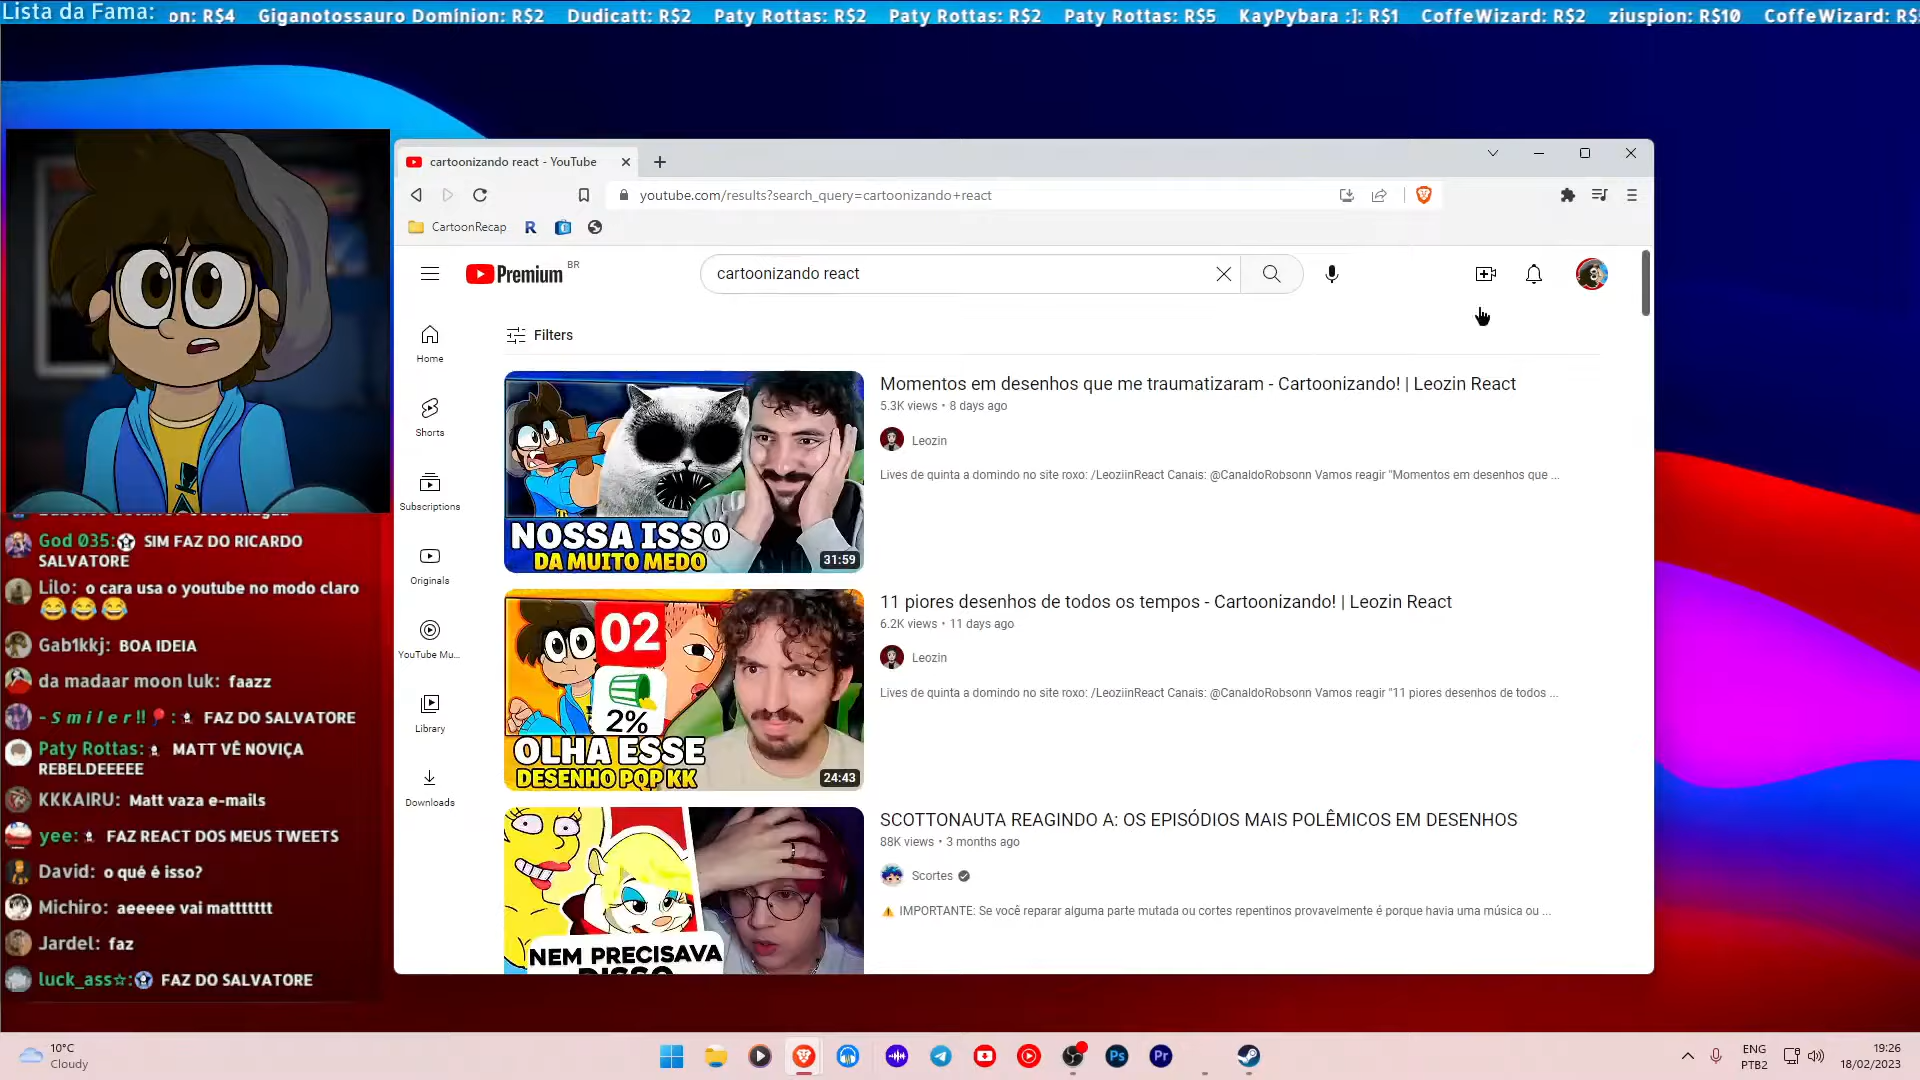 Lista da Fama:
on: R$4 Giganotossauro Domínion: R$2 Dudicatt: R$2 Paty Rottas: R$2 Paty Rottas: R$2 Paty Rottas: R$5 KayPybara :]: R$1 CoffeWizard: R$2 ziuspion: R$10 CoffeWizard: R$
cartoonizando react - YouTube
youtube.com/results?search_query=cartoonizando+react
CartoonRecap
R
Premium BR
cartoonizando react
Filters
Home
Shorts
Subscriptions
Originals
YouTube Mu...
Library
Downloads
NOSSA ISSO
DA MUITO MEDO
31:59
Momentos em desenhos que me traumatizaram - Cartoonizando! | Leozin React
5.3K views • 8 days ago
Leozin
Lives de quinta a domindo no site roxo: /LeoziinReact Canais: @CanaldoRobsonn Vamos reagir "Momentos em desenhos que ...
02
2%
OLHA ESSE
DESENHO PQP KK
24:43
11 piores desenhos de todos os tempos - Cartoonizando! | Leozin React
6.2K views • 11 days ago
Leozin
Lives de quinta a domindo no site roxo: /LeoziinReact Canais: @CanaldoRobsonn Vamos reagir "11 piores desenhos de todos ...
NEM PRECISAVA
DISSO
SCOTTONAUTA REAGINDO A: OS EPISÓDIOS MAIS POLÊMICOS EM DESENHOS
88K views • 3 months ago
Scortes
⚠ IMPORTANTE: Se você reparar alguma parte mutada ou cortes repentinos provavelmente é porque havia uma música ou ...
God 035: SIM FAZ DO RICARDO
SALVATORE
Lilo: o cara usa o youtube no modo claro
😂 😂 😂
Gab1kkj: BOA IDEIA
da madaar moon luk: faazz
- S m i l e r ‼🎈: FAZ DO SALVATORE
Paty Rottas: MATT VÊ NOVIÇA
REBELDEEEEE
KKKAIRU: Matt vaza e-mails
yee: FAZ REACT DOS MEUS TWEETS
David: o qué é isso?
Michiro: aeeeee vai mattttttt
Jardel: faz
luck_ass☆: FAZ DO SALVATORE
10°C
Cloudy
Ps
Pr
ENG
PTB2
19:26
18/02/2023